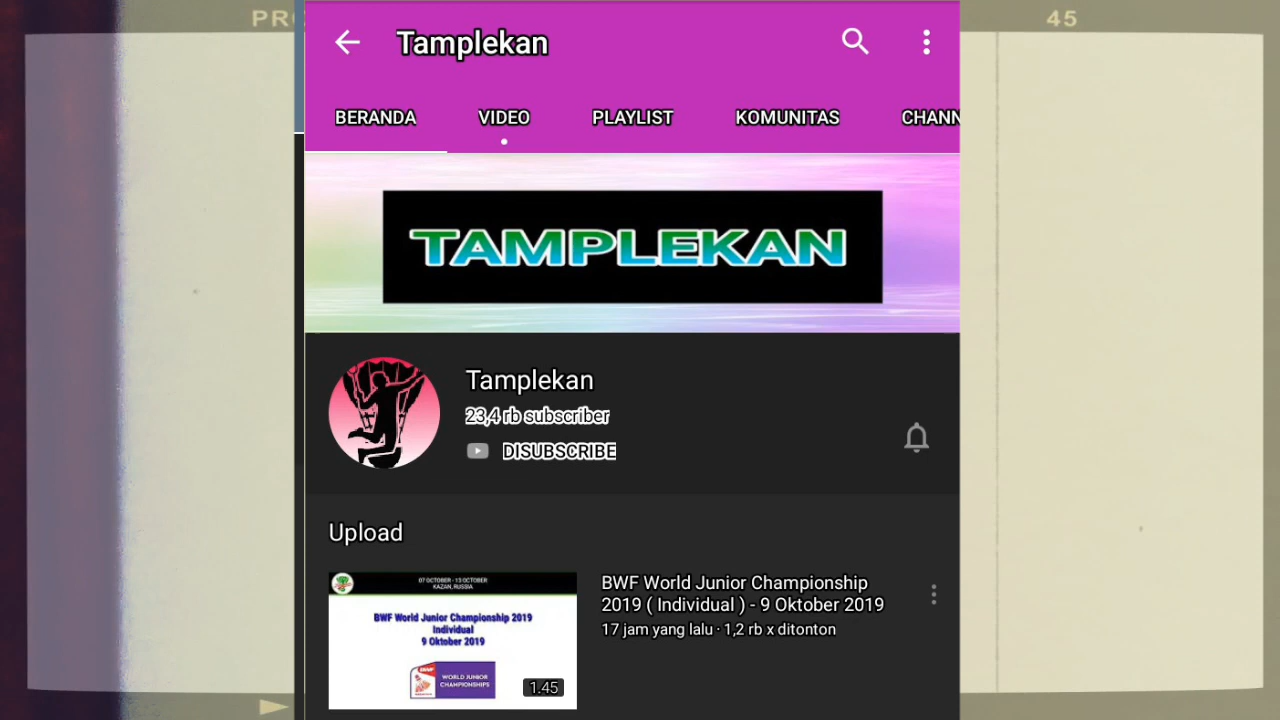 PR
45
Tamplekan
BERANDA
VIDEO
PLAYLIST
KOMUNITAS
CHANN
TAMPLEKAN
Tamplekan
23,4 rb subscriber
DISUBSCRIBE
Upload
07 OCTOBER - 13 OCTOBER
KAZAN, RUSSIA
BWF World Junior Championship 2019
Individual
9 Oktober 2019
BWF
WORLD JUNIOR
CHAMPIONSHIPS
1.45
BWF World Junior Championship
2019 ( Individual ) - 9 Oktober 2019
17 jam yang lalu · 1,2 rb x ditonton